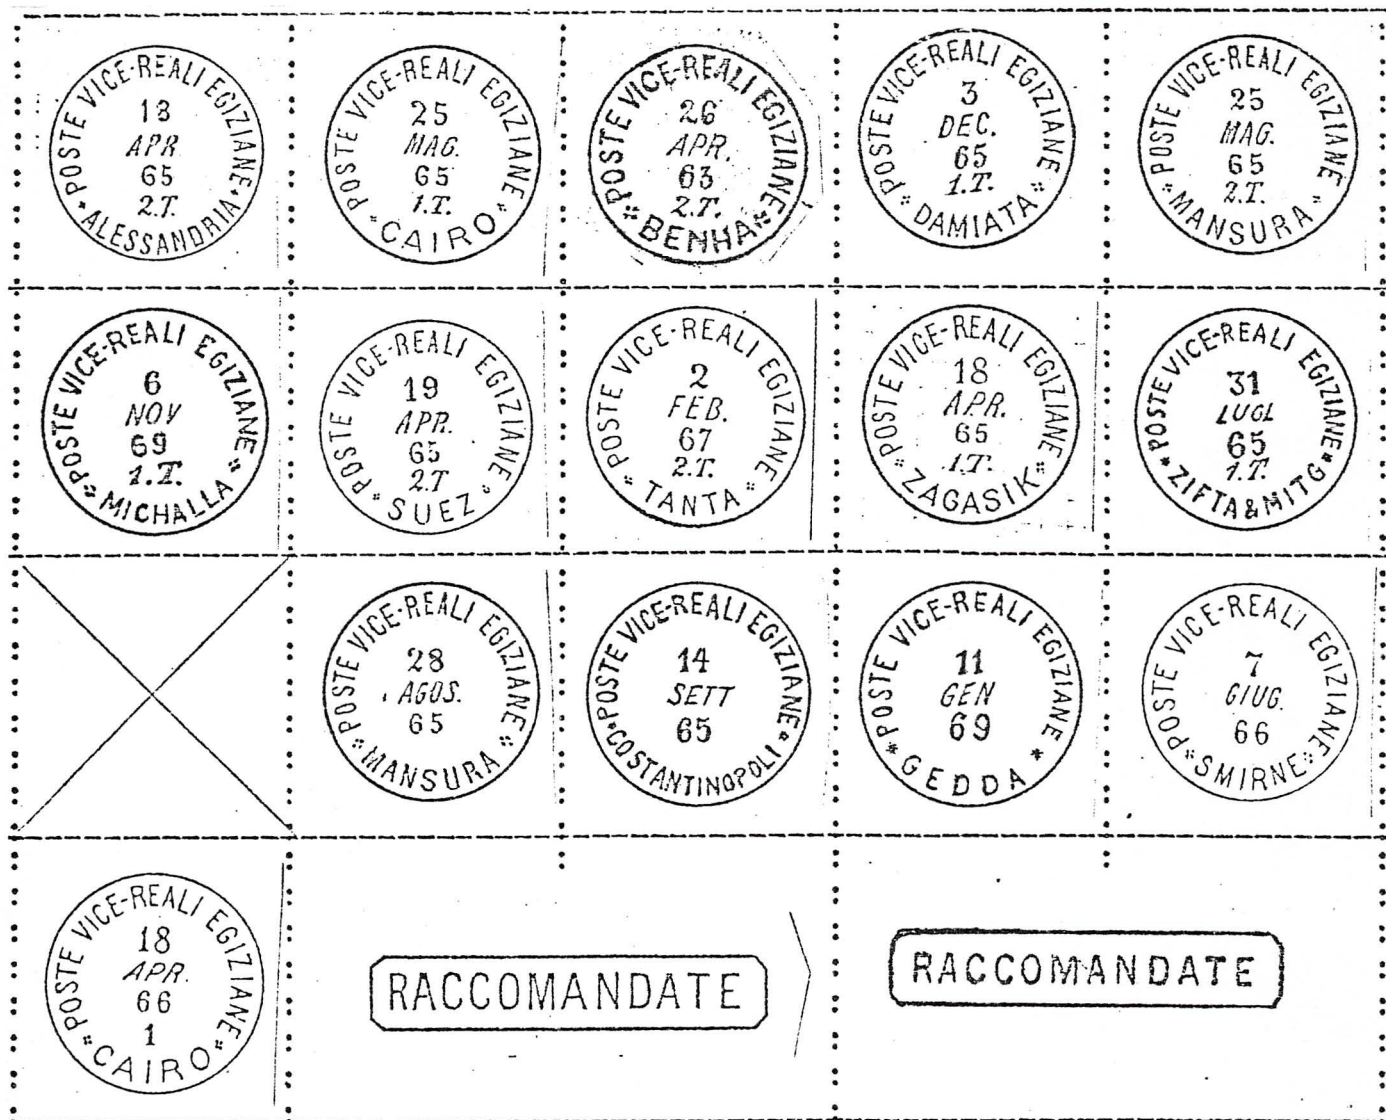 POSTE VICE-REALI EGIZIANE
13
APR
65
2.T.
ALESSANDRIA
POSTE VICE-REALI EGIZIANE
25
MAG.
65
1.T.
CAIRO
POSTE VICE-REALI EGIZIANE
26
APR.
63
2.T.
BENHA
POSTE VICE-REALI EGIZIANE
3
DEC.
65
1.T.
DAMIATA
POSTE VICE-REALI EGIZIANE
25
MAG.
65
2.T.
MANSURA
POSTE VICE-REALI EGIZIANE
6
NOV
69
1.T.
MICHALLA
POSTE VICE-REALI EGIZIANE
19
APR.
65
2.T
SUEZ
POSTE VICE-REALI EGIZIANE
2
FEB.
67
2.T.
TANTA
POSTE VICE-REALI EGIZIANE
18
APR.
65
1.T.
ZAGASIK
POSTE VICE-REALI EGIZIANE
31
LUGL
65
1.T.
ZIFTA & MITG
POSTE VICE-REALI EGIZIANE
28
AGOS.
65
MANSURA
POSTE VICE-REALI EGIZIANE
14
SETT
65
COSTANTINOPOLI
POSTE VICE-REALI EGIZIANE
11
GEN
69
GEDDA
POSTE VICE-REALI EGIZIANE
7
GIUG.
66
SMIRNE
POSTE VICE-REALI EGIZIANE
18
APR.
66
1
CAIRO
RACCOMANDATE
RACCOMANDATE